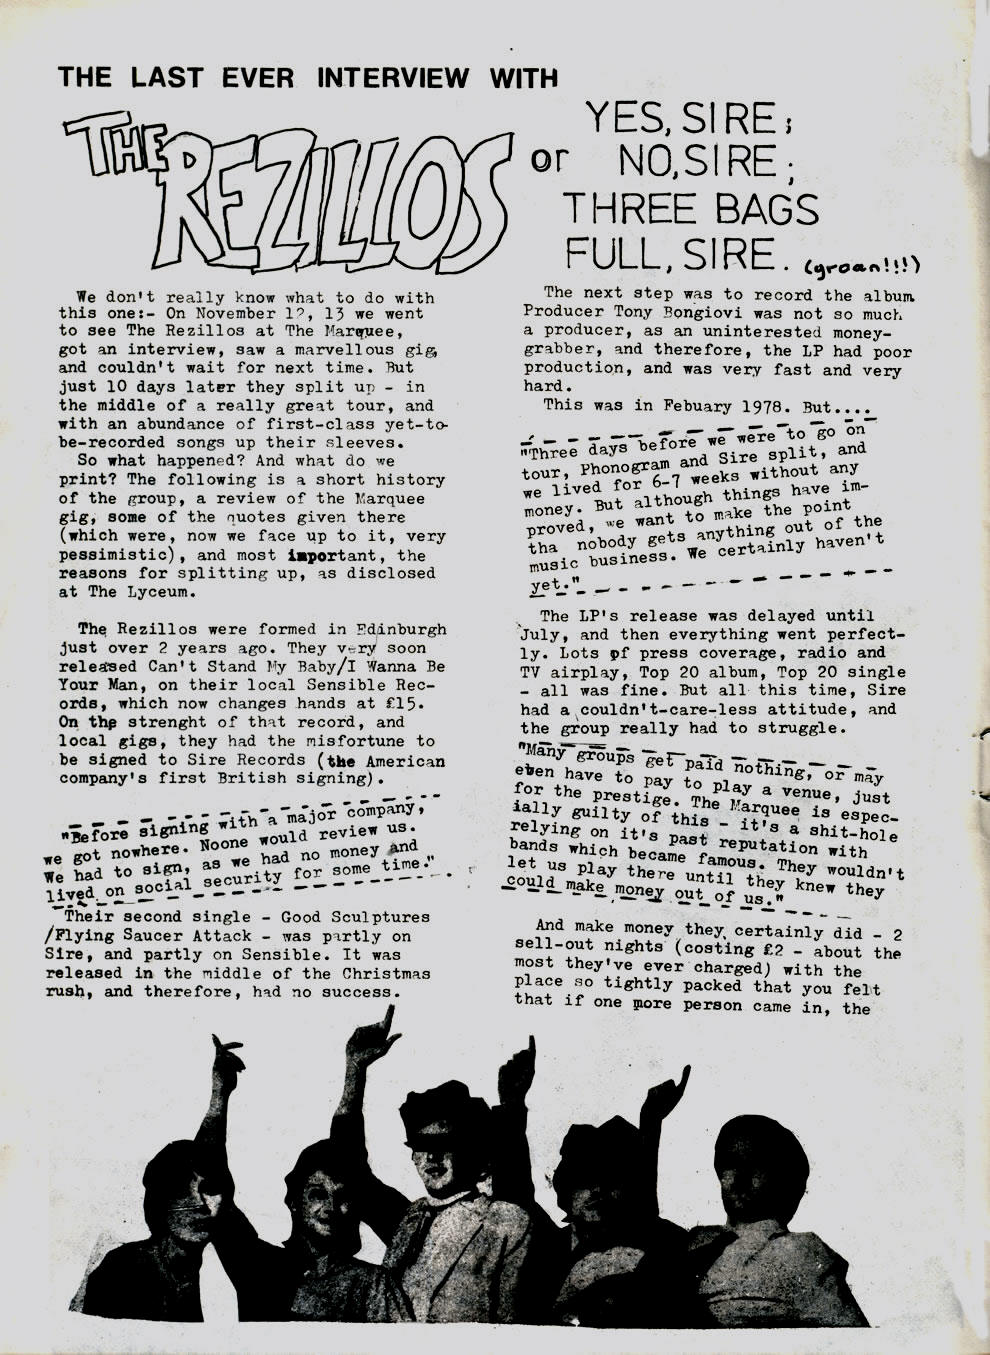 THE LAST EVER INTERVIEW WITH
THE REZILLOS
or
YES, SIRE;
NO, SIRE;
THREE BAGS
FULL, SIRE. (groan!!!)
We don't really know what to do with
this one:- On November 12, 13 we went
to see The Rezillos at The Marquee,
got an interview, saw a marvellous gig,
and couldn't wait for next time. But
just 10 days later they split up - in
the middle of a really great tour, and
with an abundance of first-class yet-to-
be-recorded songs up their sleeves.
So what happened? And what do we
print? The following is a short history
of the group, a review of the Marquee
gig, some of the quotes given there
(which were, now we face up to it, very
pessimistic), and most important, the
reasons for splitting up, as disclosed
at The Lyceum.
The Rezillos were formed in Edinburgh
just over 2 years ago. They very soon
released Can't Stand My Baby/I Wanna Be
Your Man, on their local Sensible Rec-
ords, which now changes hands at £15.
On the strenght of that record, and
local gigs, they had the misfortune to
be signed to Sire Records (the American
company's first British signing).
"Before signing with a major company,
we got nowhere. Noone would review us.
We had to sign, as we had no money and
lived on social security for some time."
Their second single - Good Sculptures
/Flying Saucer Attack - was partly on
Sire, and partly on Sensible. It was
released in the middle of the Christmas
rush, and therefore, had no success.
The next step was to record the album
Producer Tony Bongiovi was not so much
a producer, as an uninterested money-
grabber, and therefore, the LP had poor
production, and was very fast and very
hard.
This was in Febuary 1978. But....
"Three days before we were to go on
tour, Phonogram and Sire split, and
we lived for 6-7 weeks without any
money. But although things have im-
proved, we want to make the point
tha nobody gets anything out of the
music business. We certainly haven't
yet."
The LP's release was delayed until
July, and then everything went perfect-
ly. Lots of press coverage, radio and
TV airplay, Top 20 album, Top 20 single
- all was fine. But all this time, Sire
had a couldn't-care-less attitude, and
the group really had to struggle.
"Many groups get paid nothing, or may
even have to pay to play a venue, just
for the prestige. The Marquee is espec-
ially guilty of this - it's a shit-hole
relying on it's past reputation with
bands which became famous. They wouldn't
let us play there until they knew they
could make money out of us."
And make money they certainly did - 2
sell-out nights (costing £2 - about the
most they've ever charged) with the
place so tightly packed that you felt
that if one more person came in, the